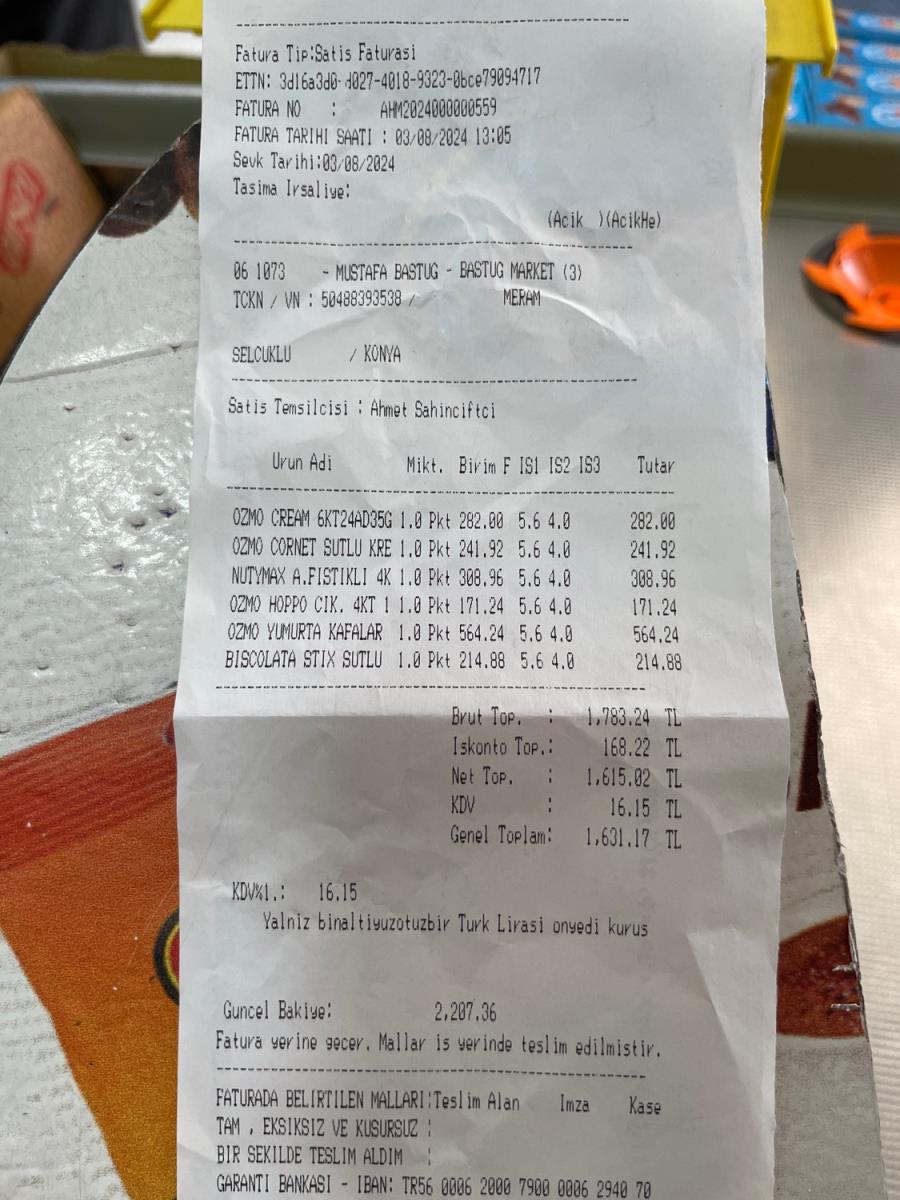 Fatura Tip:Satis Faturasi
ETTN: 3d16a3d0-d027-4018-9323-0bce79094717
FATURA NO : AHM2024000000559
FATURA TARIHI SAATI : 03/08/2024 13:05
Sevk Tarihi:03/08/2024
Tasima Irsaliye:
(Acik )(AcikHe)
06 1073 - MUSTAFA BASTUG - BASTUG MARKET (3)
TCKN / VN : 50488393538 / MERAM
SELCUKLU / KONYA
Satis Temsilcisi : Ahmet Sahinciftci
Urun Adi Mikt. Birim F IS1 IS2 IS3 Tutar
OZMO CREAM 6KT24AD35G 1.0 Pkt 282.00 5.6 4.0 282.00
OZMO CORNET SUTLU KRE 1.0 Pkt 241.92 5.6 4.0 241.92
NUTYMAX A.FISTIKLI 4K 1.0 Pkt 308.96 5.6 4.0 308.96
OZMO HOPPO CIK. 4KT 1 1.0 Pkt 171.24 5.6 4.0 171.24
OZMO YUMURTA KAFALAR 1.0 Pkt 564.24 5.6 4.0 564.24
BISCOLATA STIX SUTLU 1.0 Pkt 214.88 5.6 4.0 214.88
Brut Top. : 1,783.24 TL
Iskonto Top.: 168.22 TL
Net Top. : 1,615.02 TL
KDV : 16.15 TL
Genel Toplam: 1,631.17 TL
KDV%1.: 16.15
Yalniz binaltiyuzotuzbir Turk Lirasi onyedi kurus
Guncel Bakiye: 2,207.36
Fatura yerine gecer. Mallar is yerinde teslim edilmistir.
FATURADA BELIRTILEN MALLARI:Teslim Alan Imza Kase
TAM , EKSIKSIZ VE KUSURSUZ :
BIR SEKILDE TESLIM ALDIM :
GARANTI BANKASI - IBAN: TR56 0006 2000 7900 0006 2940 70